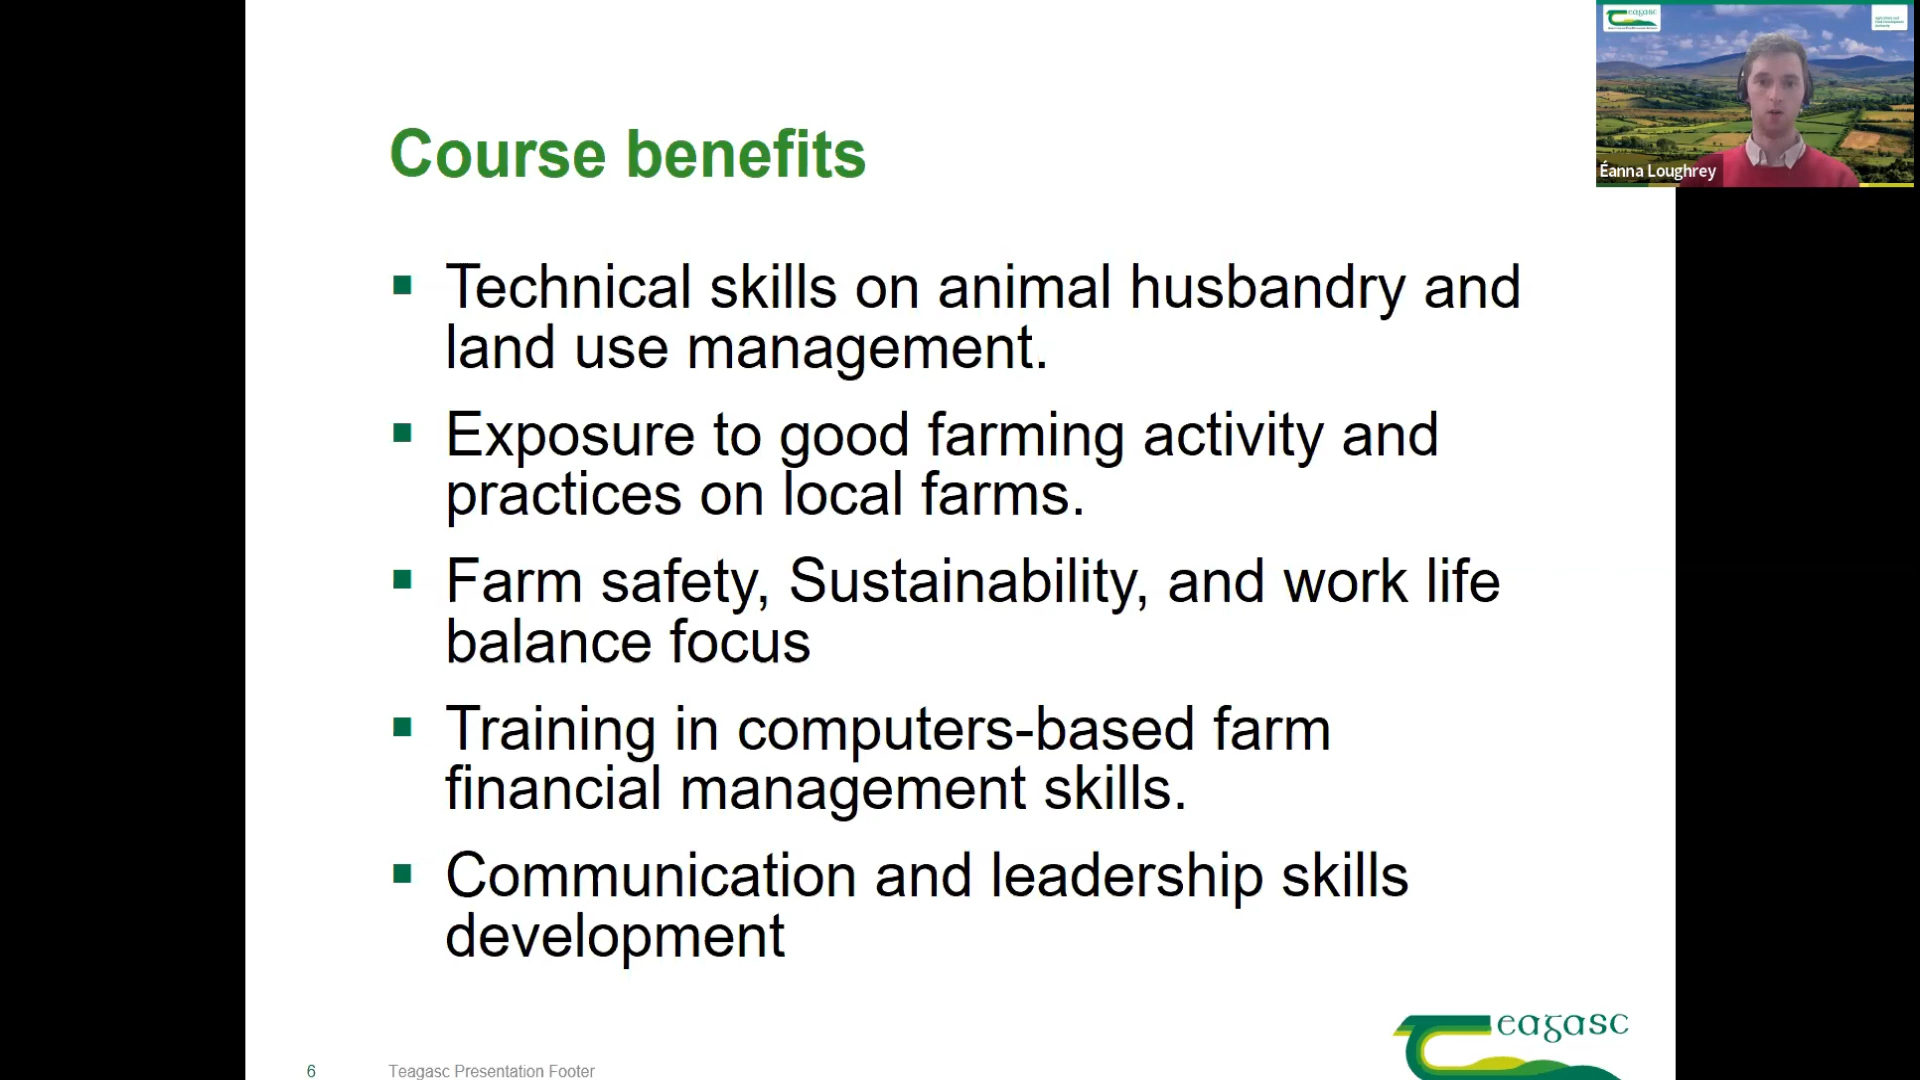 Course benefits
Technical skills on animal husbandry and
land use management.
Exposure to good farming activity and
practices on local farms.
Farm safety, Sustainability, and work life
balance focus
Training in computers-based farm
financial management skills.
Communication and leadership skills
development
6
Teagasc Presentation Footer
eagasc
eagasc
Éanna Loughrey